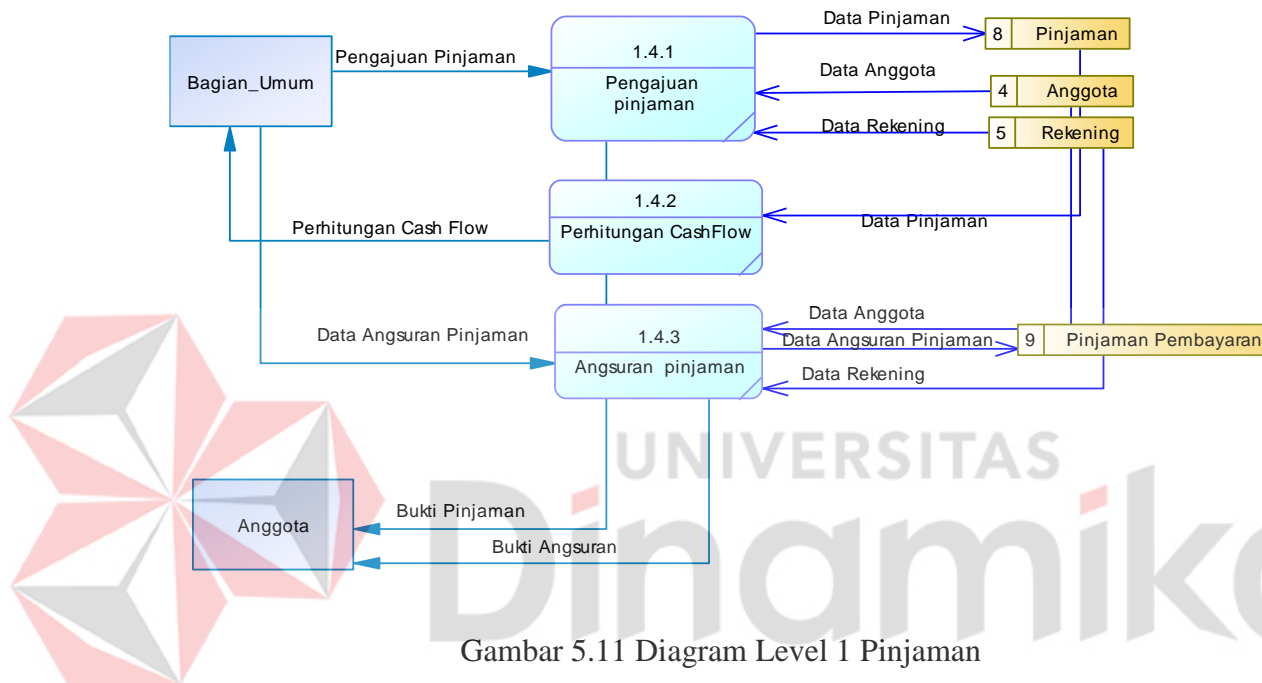 Data Pinjaman
8 Pinjaman
Pengajuan Pinjaman
1.4.1
Bagian_Umum
Pengajuan
pinjaman
Data Anggota
4 Anggota
Data Rekening
5 Rekening
1.4.2
Perhitungan Cash Flow
Perhitungan CashFlow
Data Pinjaman
Data Anggota
Data Angsuran Pinjaman
1.4.3
Data Angsuran Pinjaman
9 Pinjaman Pembayaran
Angsuran pinjaman
Data Rekening
UNIVERSITAS
Dinamika
Anggota
Bukti Pinjaman
Bukti Angsuran
Gambar 5.11 Diagram Level 1 Pinjaman